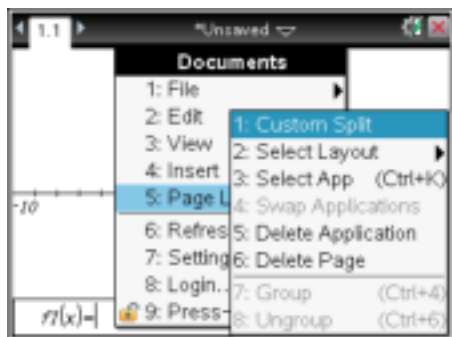 1.1 *Unsaved
Documents
1: File
2: Edit
3: View
4: Insert
5: Page L
6: Refres
7: Setting
8: Login..
9: Press-
1: Custom Split
2: Select Layout
3: Select App (Ctrl+K)
4: Swap Applications
5: Delete Application
6: Delete Page
7: Group (Ctrl+4)
8: Ungroup (Ctrl+6)
-10
f1(x)=